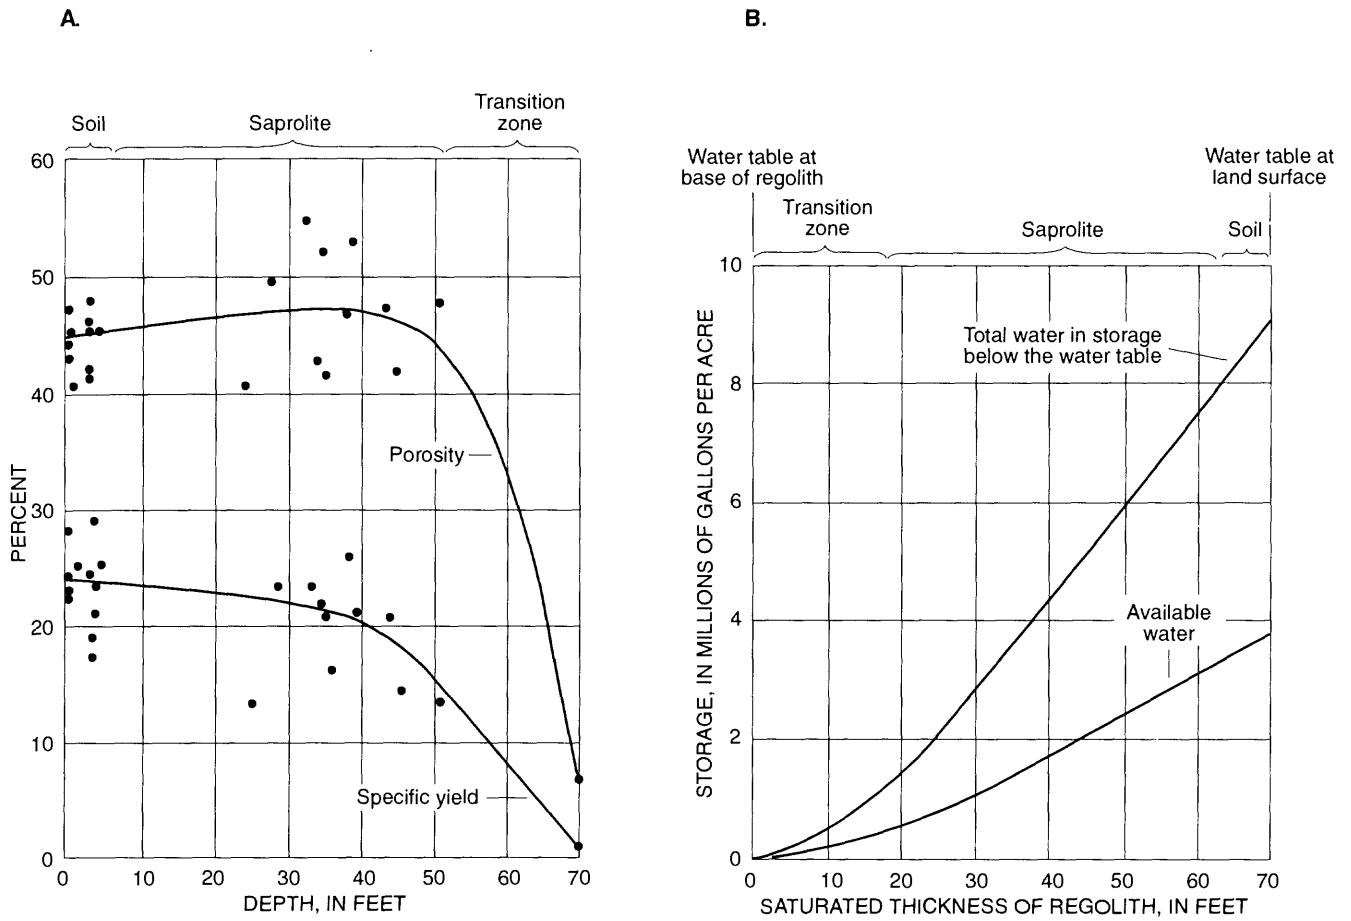 A.
Soil
Saprolite
Transition
zone
60
50
40
30
20
10
0
PERCENT
Porosity
Specific yield
0 10 20 30 40 50 60 70
DEPTH, IN FEET
B.
Water table at
base of regolith
Water table at
land surface
Transition
zone
Saprolite
Soil
10
8
6
4
2
0
STORAGE, IN MILLIONS OF GALLONS PER ACRE
Total water in storage
below the water table
Available
water
0 10 20 30 40 50 60 70
SATURATED THICKNESS OF REGOLITH, IN FEET